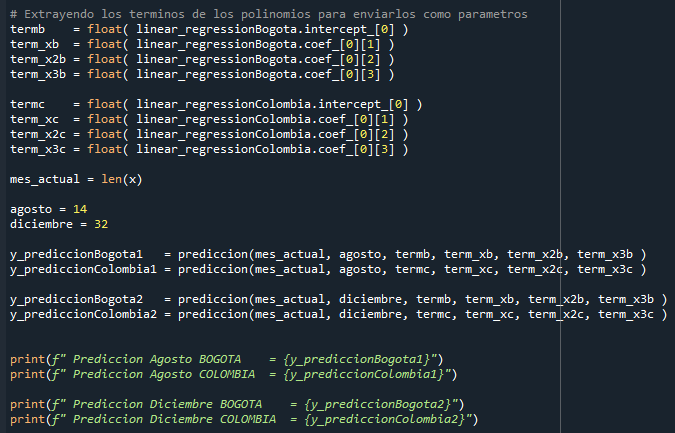 # Extrayendo los terminos de los polinomios para enviarlos como parametros
termb    = float( linear_regressionBogota.intercept_[0] )
term_xb  = float( linear_regressionBogota.coef_[0][1] )
term_x2b = float( linear_regressionBogota.coef_[0][2] )
term_x3b = float( linear_regressionBogota.coef_[0][3] )

termc    = float( linear_regressionColombia.intercept_[0] )
term_xc  = float( linear_regressionColombia.coef_[0][1] )
term_x2c = float( linear_regressionColombia.coef_[0][2] )
term_x3c = float( linear_regressionColombia.coef_[0][3] )

mes_actual = len(x)

agosto = 14
diciembre = 32

y_prediccionBogota1   = prediccion(mes_actual, agosto, termb, term_xb, term_x2b, term_x3b )
y_prediccionColombia1 = prediccion(mes_actual, agosto, termc, term_xc, term_x2c, term_x3c )

y_prediccionBogota2   = prediccion(mes_actual, diciembre, termb, term_xb, term_x2b, term_x3b )
y_prediccionColombia2 = prediccion(mes_actual, diciembre, termc, term_xc, term_x2c, term_x3c )

print(f" Prediccion Agosto BOGOTA    = {y_prediccionBogota1}")
print(f" Prediccion Agosto COLOMBIA  = {y_prediccionColombia1}")

print(f" Prediccion Diciembre BOGOTA    = {y_prediccionBogota2}")
print(f" Prediccion Diciembre COLOMBIA  = {y_prediccionColombia2}")